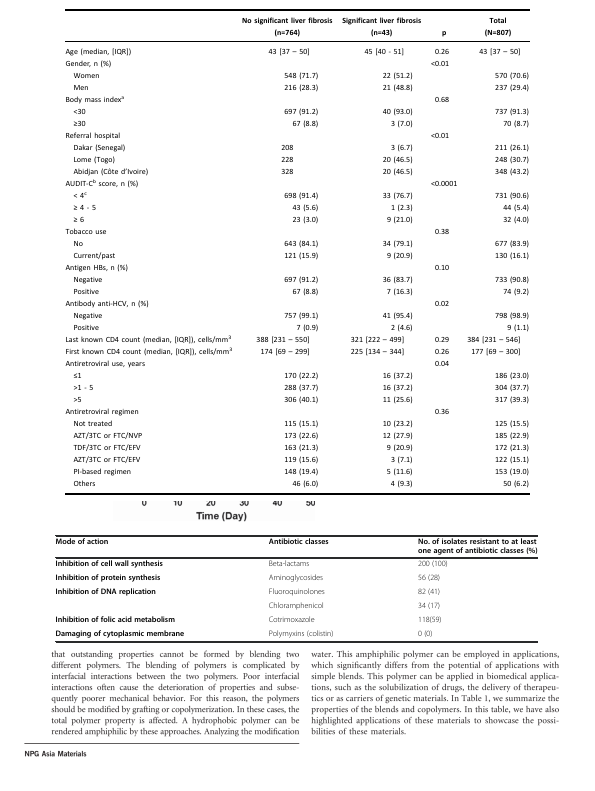 No significant liver fibrosis Significant liver fibrosis Total
(n=764) (n=43) p (N=807)
Age (median, [IQR]) 43 [37 – 50] 45 [40 - 51] 0.26 43 [37 – 50]
Gender, n (%) <0.01
Women 548 (71.7) 22 (51.2) 570 (70.6)
Men 216 (28.3) 21 (48.8) 237 (29.4)
Body mass indexᵃ 0.68
<30 697 (91.2) 40 (93.0) 737 (91.3)
≥30 67 (8.8) 3 (7.0) 70 (8.7)
Referral hospital <0.01
Dakar (Senegal) 208 3 (6.7) 211 (26.1)
Lome (Togo) 228 20 (46.5) 248 (30.7)
Abidjan (Côte d'Ivoire) 328 20 (46.5) 348 (43.2)
AUDIT-Cᵇ score, n (%) <0.0001
< 4ᶜ 698 (91.4) 33 (76.7) 731 (90.6)
≥ 4 - 5 43 (5.6) 1 (2.3) 44 (5.4)
≥ 6 23 (3.0) 9 (21.0) 32 (4.0)
Tobacco use 0.38
No 643 (84.1) 34 (79.1) 677 (83.9)
Current/past 121 (15.9) 9 (20.9) 130 (16.1)
Antigen HBs, n (%) 0.10
Negative 697 (91.2) 36 (83.7) 733 (90.8)
Positive 67 (8.8) 7 (16.3) 74 (9.2)
Antibody anti-HCV, n (%) 0.02
Negative 757 (99.1) 41 (95.4) 798 (98.9)
Positive 7 (0.9) 2 (4.6) 9 (1.1)
Last known CD4 count (median, [IQR]), cells/mm³ 388 [231 – 550] 321 [222 – 499] 0.29 384 [231 – 546]
First known CD4 count (median, [IQR]), cells/mm³ 174 [69 – 299] 225 [134 – 344] 0.26 177 [69 – 300]
Antiretroviral use, years 0.04
≤1 170 (22.2) 16 (37.2) 186 (23.0)
>1 - 5 288 (37.7) 16 (37.2) 304 (37.7)
>5 306 (40.1) 11 (25.6) 317 (39.3)
Antiretroviral regimen 0.36
Not treated 115 (15.1) 10 (23.2) 125 (15.5)
AZT/3TC or FTC/NVP 173 (22.6) 12 (27.9) 185 (22.9)
TDF/3TC or FTC/EFV 163 (21.3) 9 (20.9) 172 (21.3)
AZT/3TC or FTC/EFV 119 (15.6) 3 (7.1) 122 (15.1)
PI-based regimen 148 (19.4) 5 (11.6) 153 (19.0)
Others 46 (6.0) 4 (9.3) 50 (6.2)
0 10 20 30 40 50
Time (Day)
Mode of action Antibiotic classes No. of isolates resistant to at least
one agent of antibiotic classes (%)
Inhibition of cell wall synthesis Beta-lactams 200 (100)
Inhibition of protein synthesis Aminoglycosides 56 (28)
Inhibition of DNA replication Fluoroquinolones 82 (41)
Chloramphenicol 34 (17)
Inhibition of folic acid metabolism Cotrimoxazole 118(59)
Damaging of cytoplasmic membrane Polymyxins (colistin) 0 (0)
that outstanding properties cannot be formed by blending two
different polymers. The blending of polymers is complicated by
interfacial interactions between the two polymers. Poor interfacial
interactions often cause the deterioration of properties and subse-
quently poorer mechanical behavior. For this reason, the polymers
should be modified by grafting or copolymerization. In these cases, the
total polymer property is affected. A hydrophobic polymer can be
rendered amphiphilic by these approaches. Analyzing the modification
water. This amphiphilic polymer can be employed in applications,
which significantly differs from the potential of applications with
simple blends. This polymer can be applied in biomedical applica-
tions, such as the solubilization of drugs, the delivery of therapeu-
tics or as carriers of genetic materials. In Table 1, we summarize the
properties of the blends and copolymers. In this table, we have also
highlighted applications of these materials to showcase the possi-
bilities of these materials.
NPG Asia Materials